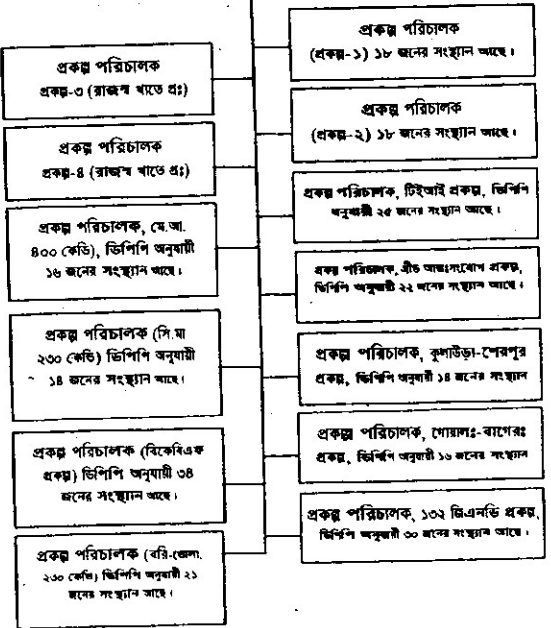 প্রকল্প পরিচালক
প্রকল্প-৩ (রাজস্ব খাতে প্রঃ)
প্রকল্প পরিচালক
প্রকল্প-৪ (রাজস্ব খাতে প্রঃ)
প্রকল্প পরিচালক, মে.আ.
৪০০ কেভি), ডিপিপি অনুযায়ী
১৬ জনের সংস্থান আছে।
প্রকল্প পরিচালক (সি.মা
২৩০ কেভি) ডিপিপি অনুযায়ী
১৪ জনের সংস্থান আছে।
প্রকল্প পরিচালক (বিকেবিএফ
প্রকল্প) ডিপিপি অনুযায়ী ৩৪
জনের সংস্থান আছে।
প্রকল্প পরিচালক (বরি-ভোলা.
২৩০ কেভি) ডিপিপি অনুযায়ী ২১
জনের সংস্থান আছে।
প্রকল্প পরিচালক
(প্রকল্প-১) ১৮ জনের সংস্থান আছে।
প্রকল্প পরিচালক
(প্রকল্প-২) ১৮ জনের সংস্থান আছে।
প্রকল্প পরিচালক, টিইআই প্রকল্প, ডিপিপি
অনুযায়ী ২৫ জনের সংস্থান আছে।
প্রকল্প পরিচালক, গ্রীড আন্তঃসংযোগ প্রকল্প,
ডিপিপি অনুযায়ী ২২ জনের সংস্থান আছে।
প্রকল্প পরিচালক, কুলাউড়া-শেরপুর
প্রকল্প, ডিপিপি অনুযায়ী ১৪ জনের সংস্থান
প্রকল্প পরিচালক, গোয়ালঃ-বাগেরঃ
প্রকল্প, ডিপিপি অনুযায়ী ১৬ জনের সংস্থান
প্রকল্প পরিচালক, ১৩২ জিএনডি প্রকল্প,
ডিপিপি অনুযায়ী ৩০ জনের সংস্থান আছে।